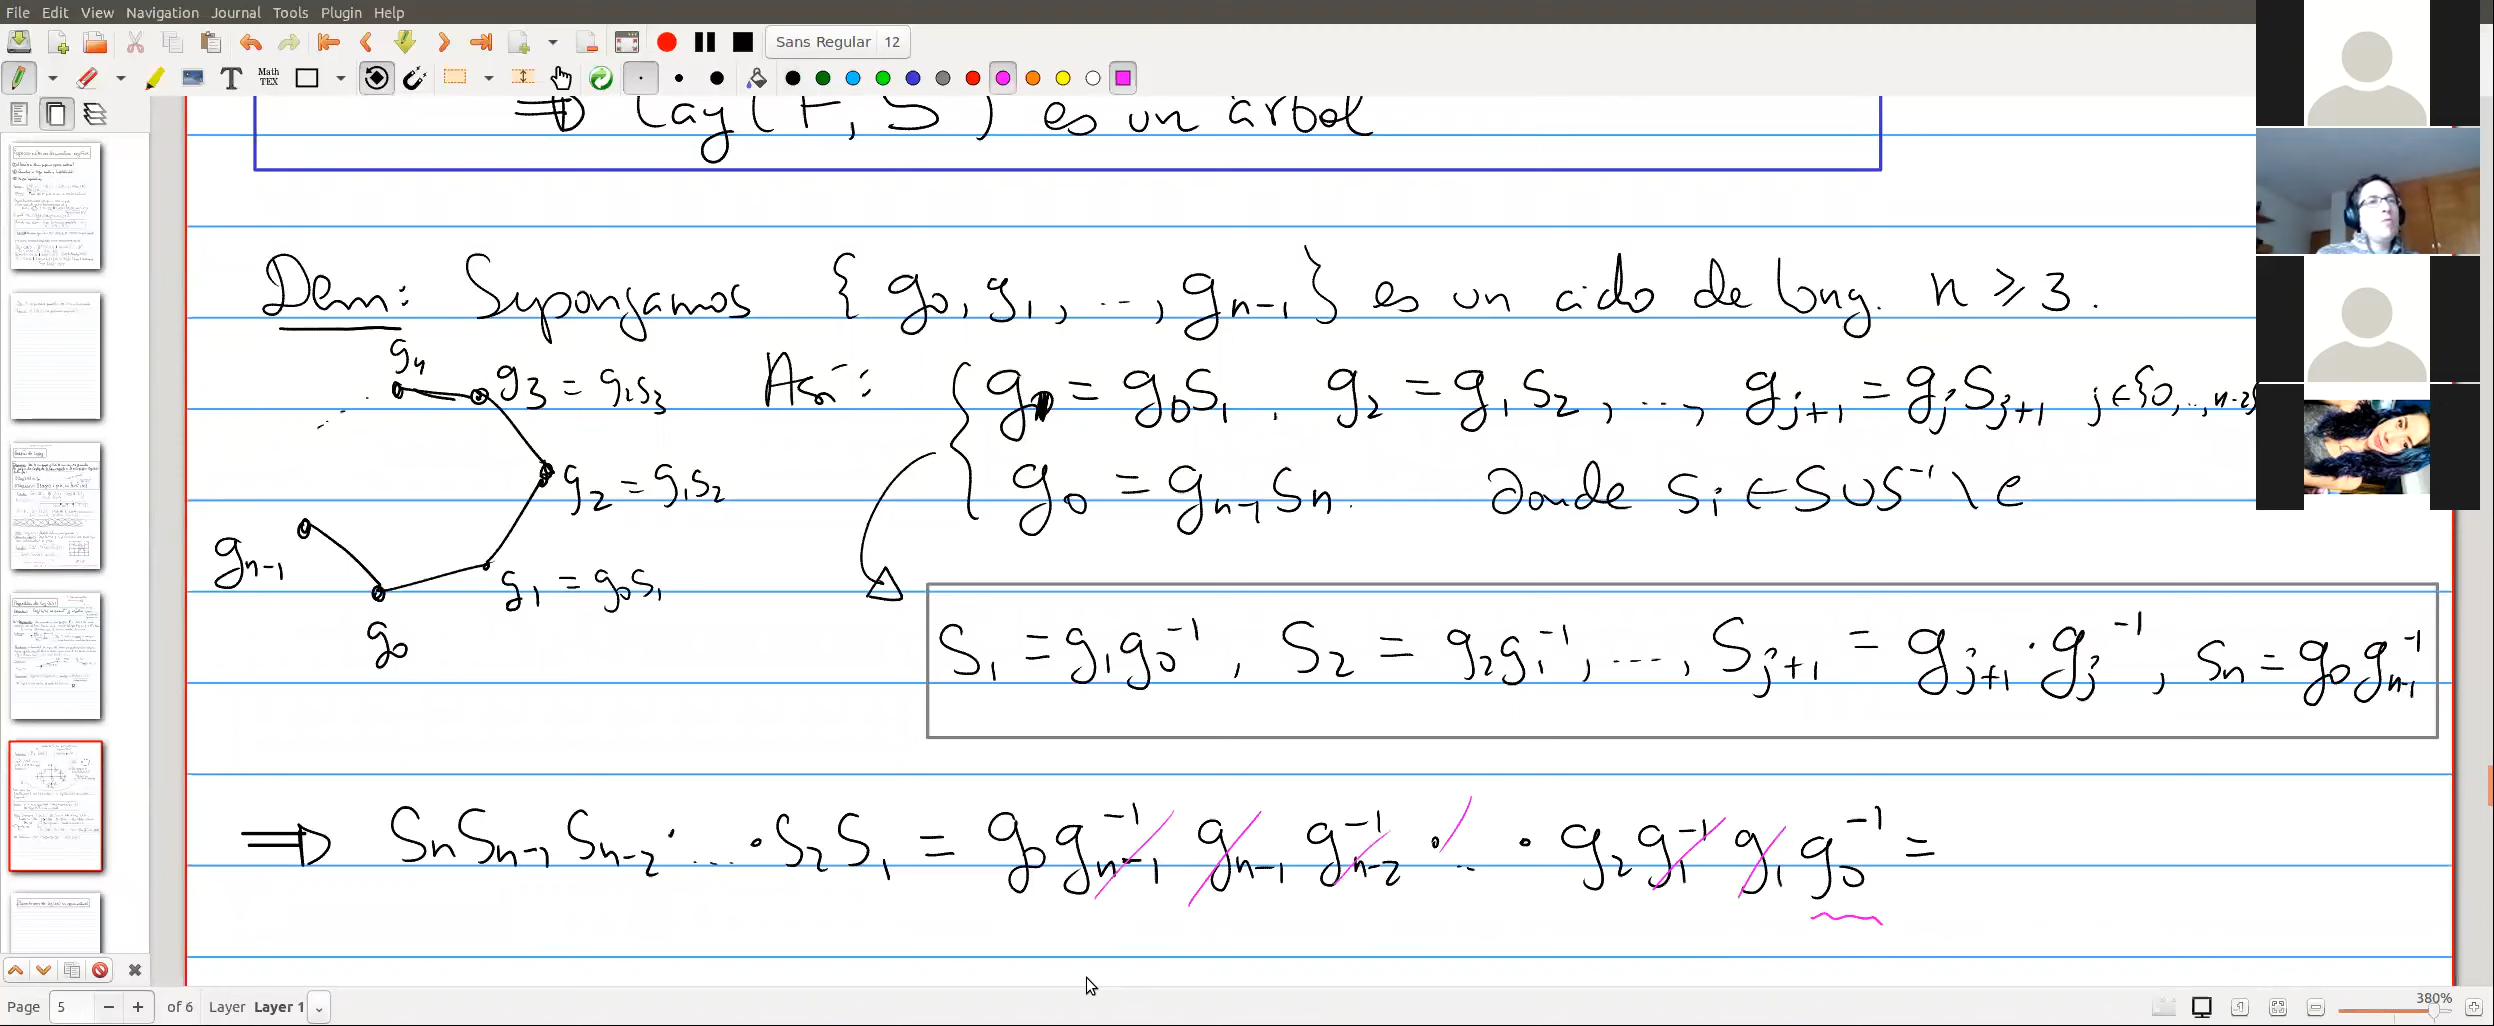 File Edit View Navigation Journal Tools Plugin Help
Sans Regular 12
Math TEX
⇒ Cay(F, S) es un árbol
Dem: Supongamos { g₀, g₁, ..., gₙ₋₁ } es un ciclo de long. n ≥ 3.
g₄
g₃ = g₂s₃
Así: { g₁ = g₀s₁, g₂ = g₁s₂, ..., gⱼ₊₁ = gⱼsⱼ₊₁ j ∈ {0, .., n-2}
g₂ = g₁s₂
g₀ = gₙ₋₁sₙ. donde sᵢ ∈ S ∪ S⁻¹ \ e
gₙ₋₁
g₁ = g₀s₁
g₀
s₁ = g₁g₀⁻¹, s₂ = g₂g₁⁻¹, ..., sⱼ₊₁ = gⱼ₊₁ · gⱼ⁻¹, sₙ = g₀gₙ₋₁⁻¹
⇒ sₙsₙ₋₁sₙ₋₂· ... ·s₂s₁ = g₀gₙ₋₁⁻¹ gₙ₋₁ gₙ₋₂⁻¹ · .. · g₂g₁⁻¹ g₁g₀⁻¹ =
Page 5 − + of 6 Layer Layer 1
380%